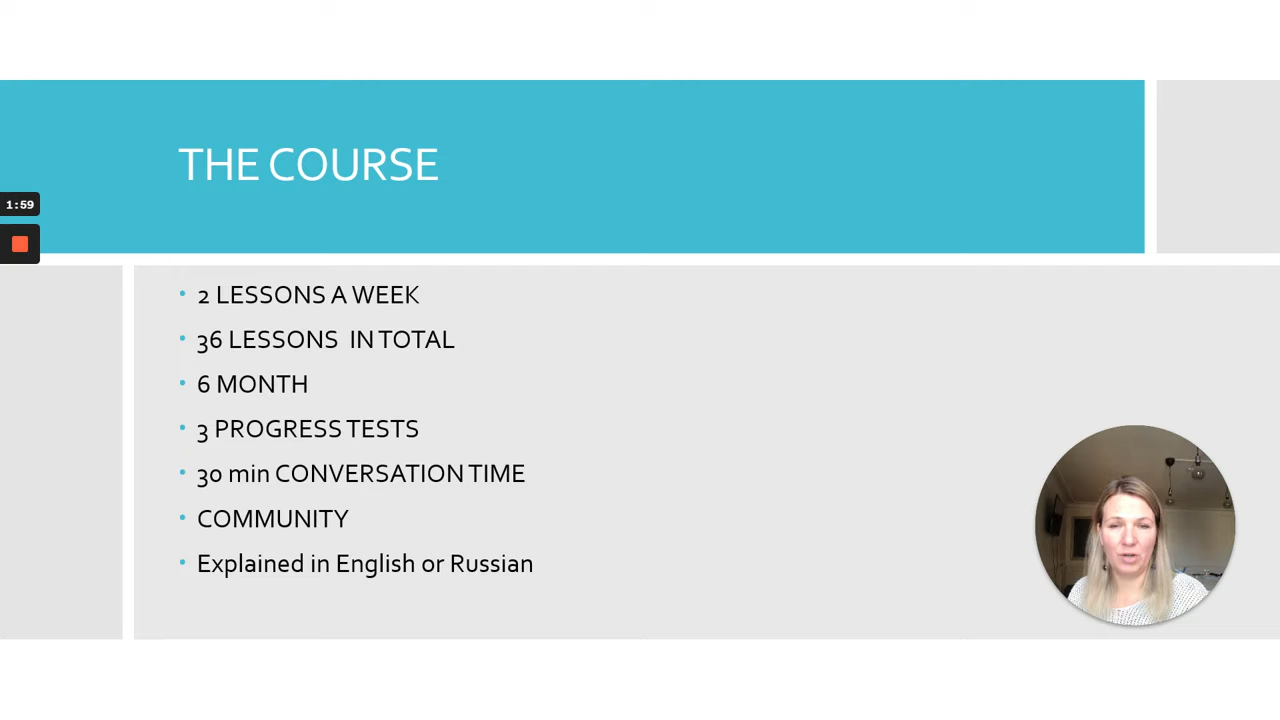 THE COURSE
1:59
2 LESSONS A WEEK
36 LESSONS  IN TOTAL
6 MONTH
3 PROGRESS TESTS
30 min CONVERSATION TIME
COMMUNITY
Explained in English or Russian